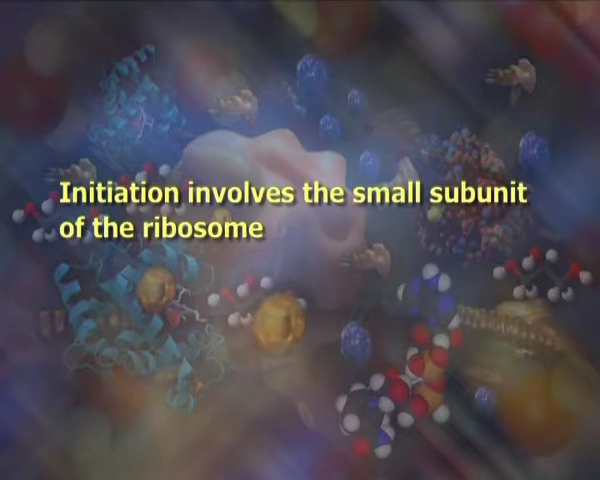 Initiation involves the small subunit
of the ribosome